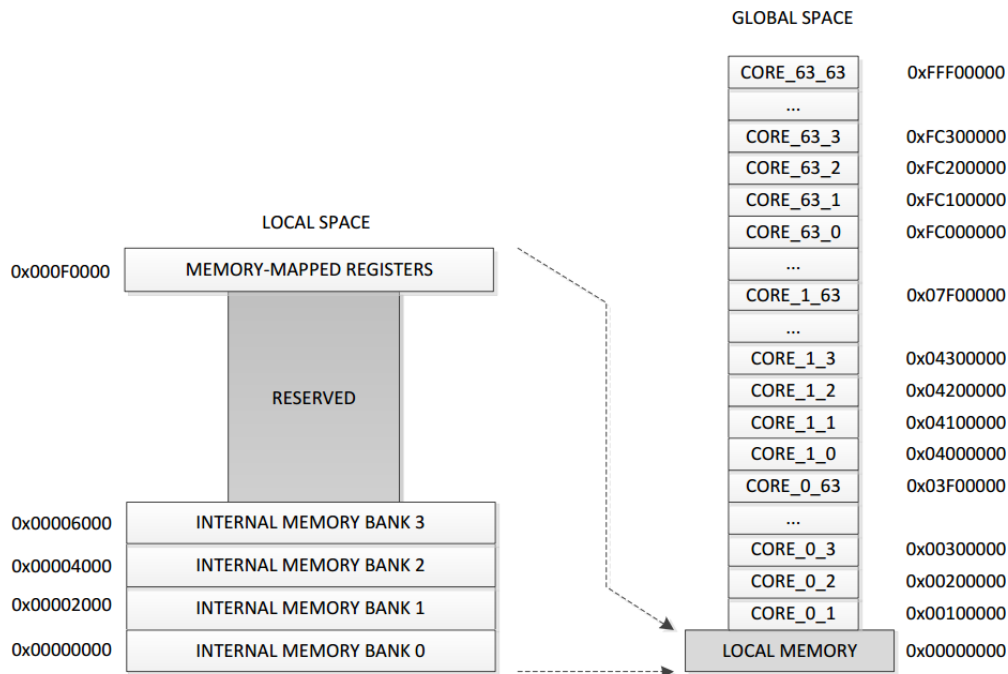 GLOBAL SPACE
CORE_63_63 0xFFF00000
...
CORE_63_3 0xFC300000
CORE_63_2 0xFC200000
CORE_63_1 0xFC100000
CORE_63_0 0xFC000000
...
CORE_1_63 0x07F00000
...
CORE_1_3 0x04300000
CORE_1_2 0x04200000
CORE_1_1 0x04100000
CORE_1_0 0x04000000
CORE_0_63 0x03F00000
...
CORE_0_3 0x00300000
CORE_0_2 0x00200000
CORE_0_1 0x00100000
LOCAL MEMORY 0x00000000
LOCAL SPACE
0x000F0000 MEMORY-MAPPED REGISTERS
RESERVED
0x00006000 INTERNAL MEMORY BANK 3
0x00004000 INTERNAL MEMORY BANK 2
0x00002000 INTERNAL MEMORY BANK 1
0x00000000 INTERNAL MEMORY BANK 0